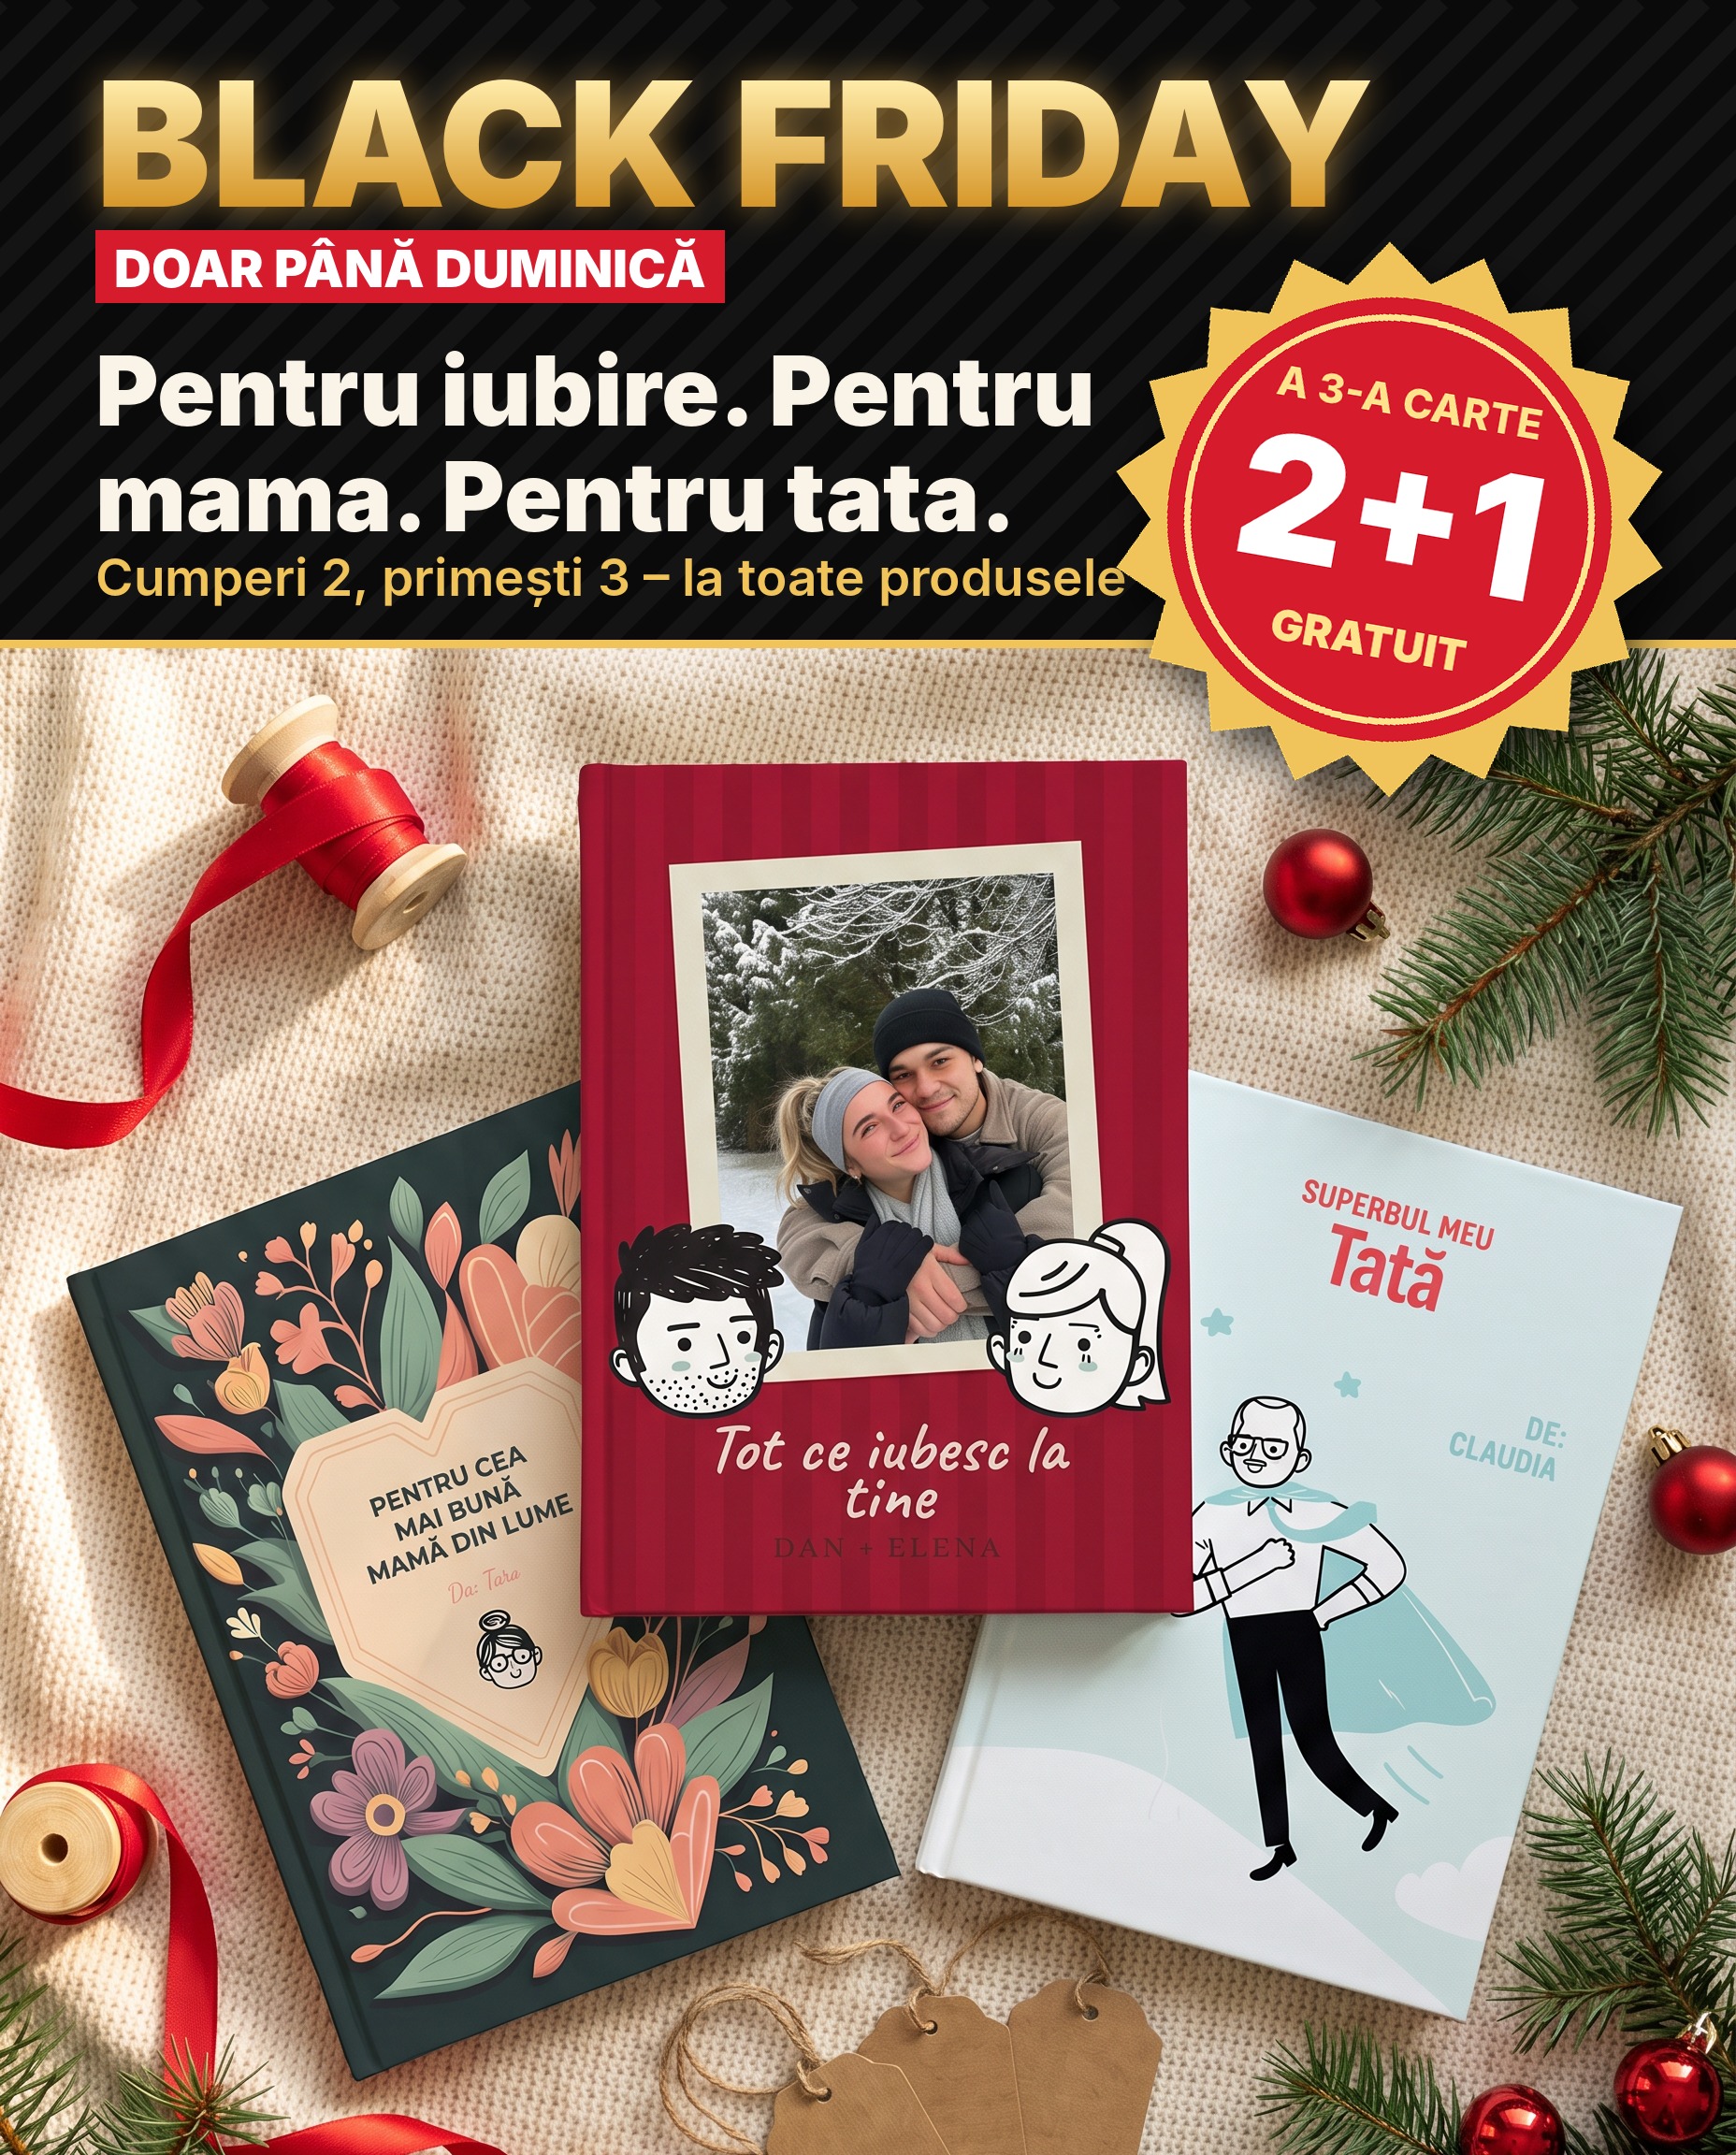 BLACK FRIDAY
DOAR PÂNĂ DUMINICĂ
Pentru iubire. Pentru
mama. Pentru tata.
Cumperi 2, primești 3 – la toate produsele
A 3-A CARTE
2+1
GRATUIT
Tot ce iubesc la
tine
DAN + ELENA
PENTRU CEA
MAI BUNĂ
MAMĂ DIN LUME
Da: Tara
SUPERBUL MEU
Tată
DE:
CLAUDIA